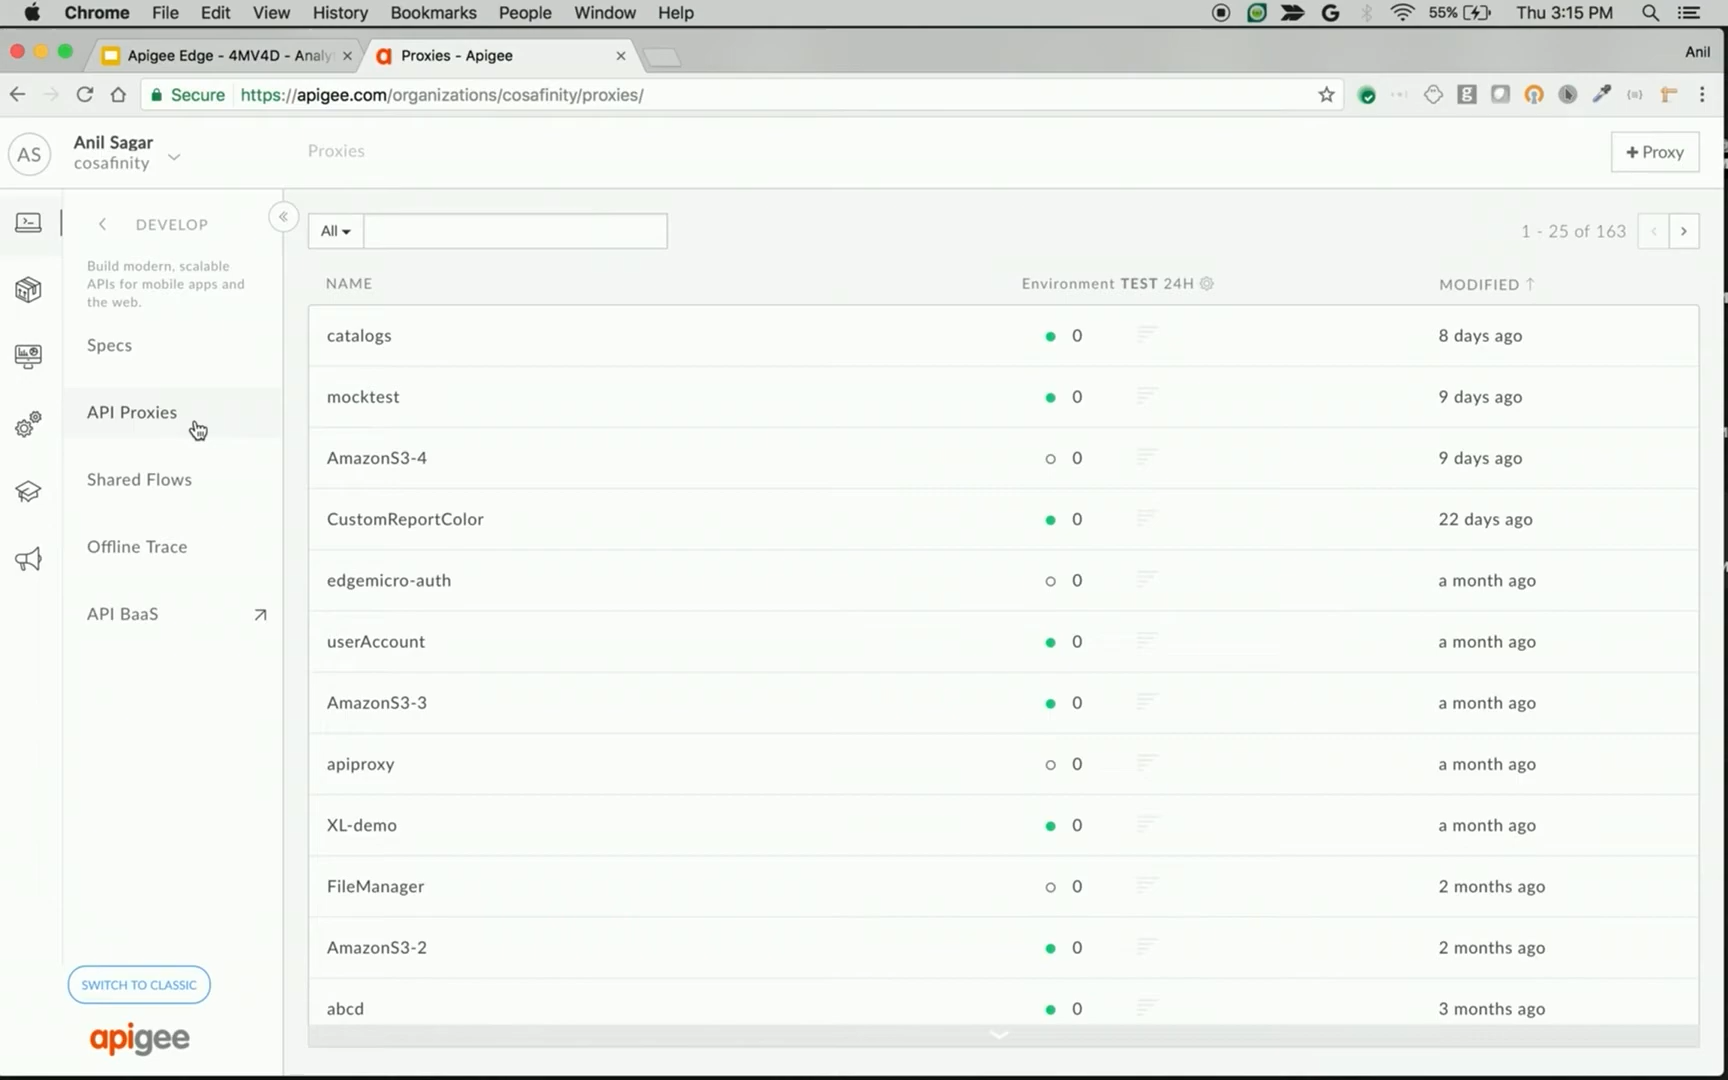 Chrome File Edit View History Bookmarks People Window Help 55% Thu 3:15 PM
Apigee Edge - 4MV4D - Analy Proxies - Apigee Anil
Secure https://apigee.com/organizations/cosafinity/proxies/
AS Anil Sagar
cosafinity
Proxies
+ Proxy
DEVELOP
Build modern, scalable
APIs for mobile apps and
the web.
Specs
API Proxies
Shared Flows
Offline Trace
API BaaS
SWITCH TO CLASSIC
apigee
All 1 - 25 of 163
NAME Environment TEST 24H MODIFIED
catalogs 0 8 days ago
mocktest 0 9 days ago
AmazonS3-4 0 9 days ago
CustomReportColor 0 22 days ago
edgemicro-auth 0 a month ago
userAccount 0 a month ago
AmazonS3-3 0 a month ago
apiproxy 0 a month ago
XL-demo 0 a month ago
FileManager 0 2 months ago
AmazonS3-2 0 2 months ago
abcd 0 3 months ago